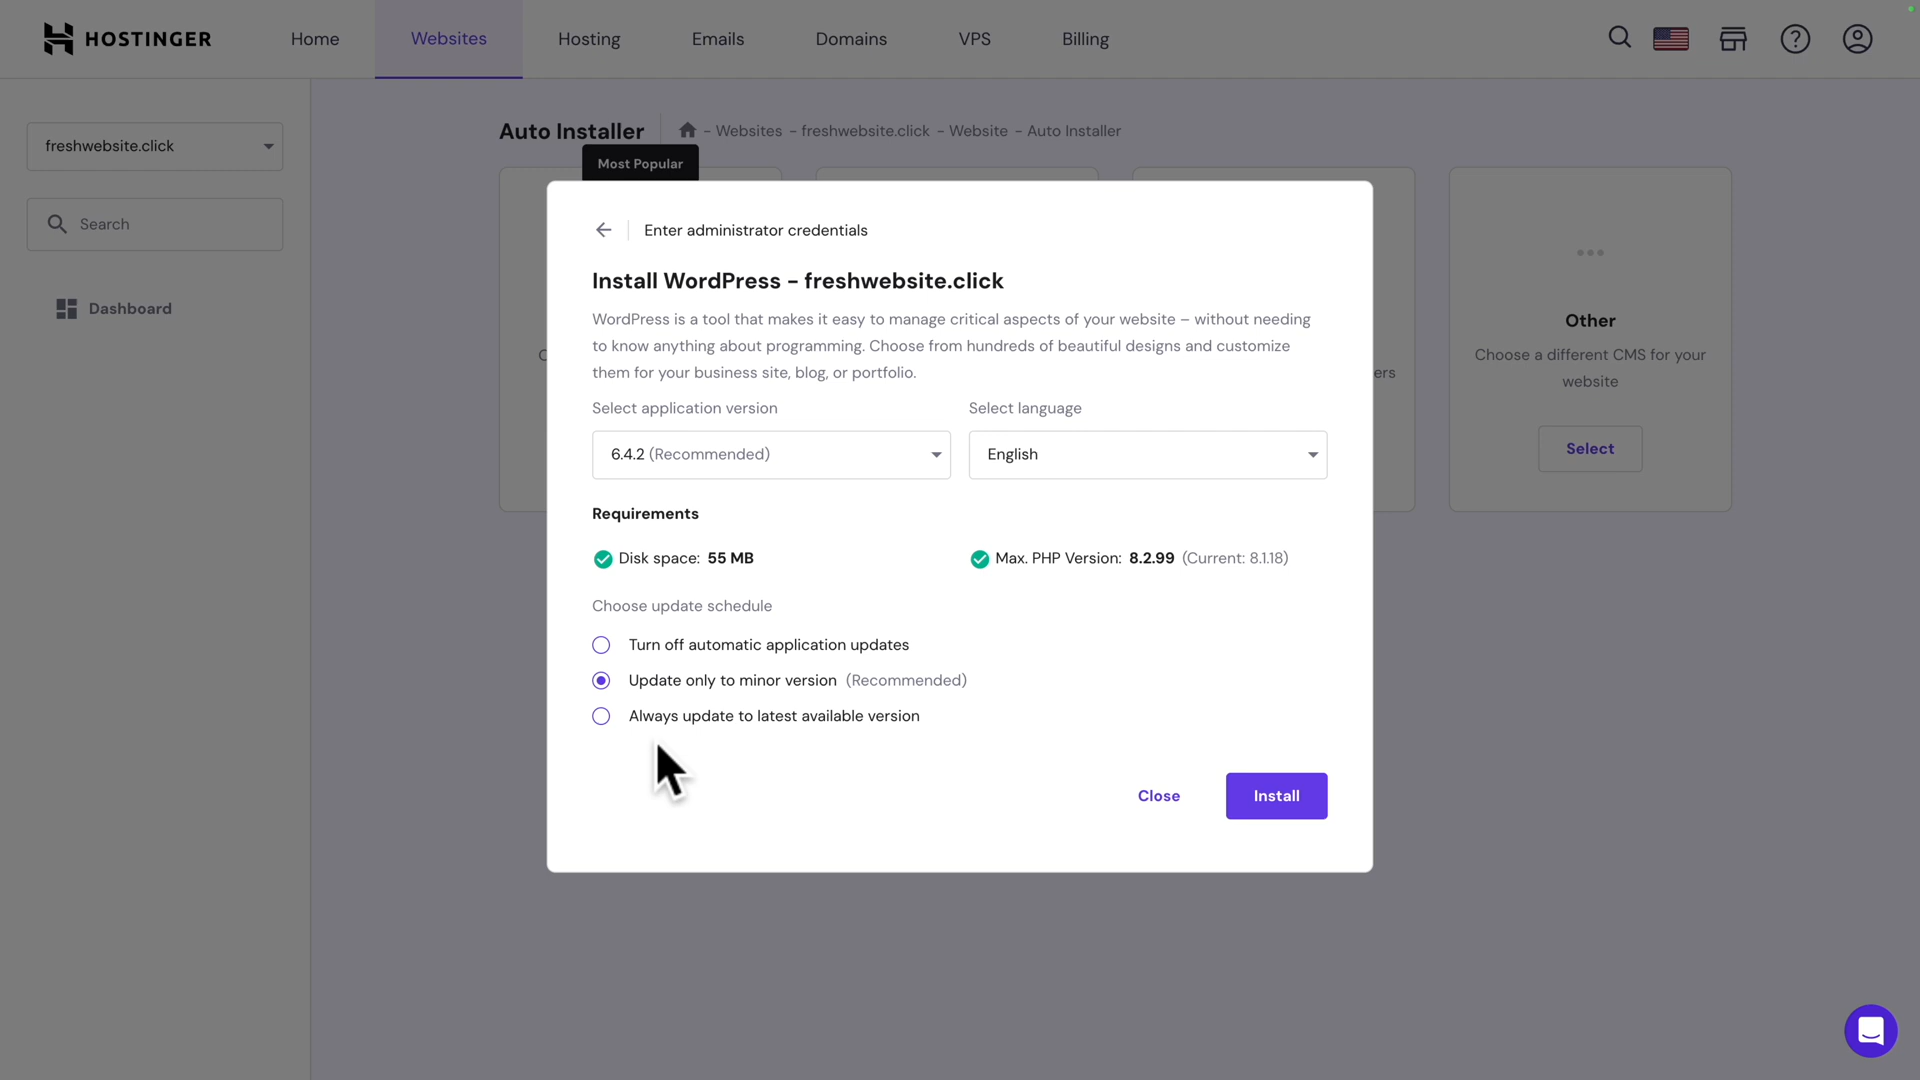 HOSTINGER
Home
Websites
Hosting
Emails
Domains
VPS
Billing
freshwebsite.click
Search
Dashboard
Auto Installer
- Websites - freshwebsite.click - Website - Auto Installer
Most Popular
Enter administrator credentials
Install WordPress - freshwebsite.click
WordPress is a tool that makes it easy to manage critical aspects of your website – without needing
to know anything about programming. Choose from hundreds of beautiful designs and customize
them for your business site, blog, or portfolio.
Select application version
Select language
6.4.2 (Recommended)
English
Requirements
Disk space: 55 MB
Max. PHP Version: 8.2.99 (Current: 8.1.18)
Choose update schedule
Turn off automatic application updates
Update only to minor version (Recommended)
Always update to latest available version
Close
Install
Other
Choose a different CMS for your
website
Select